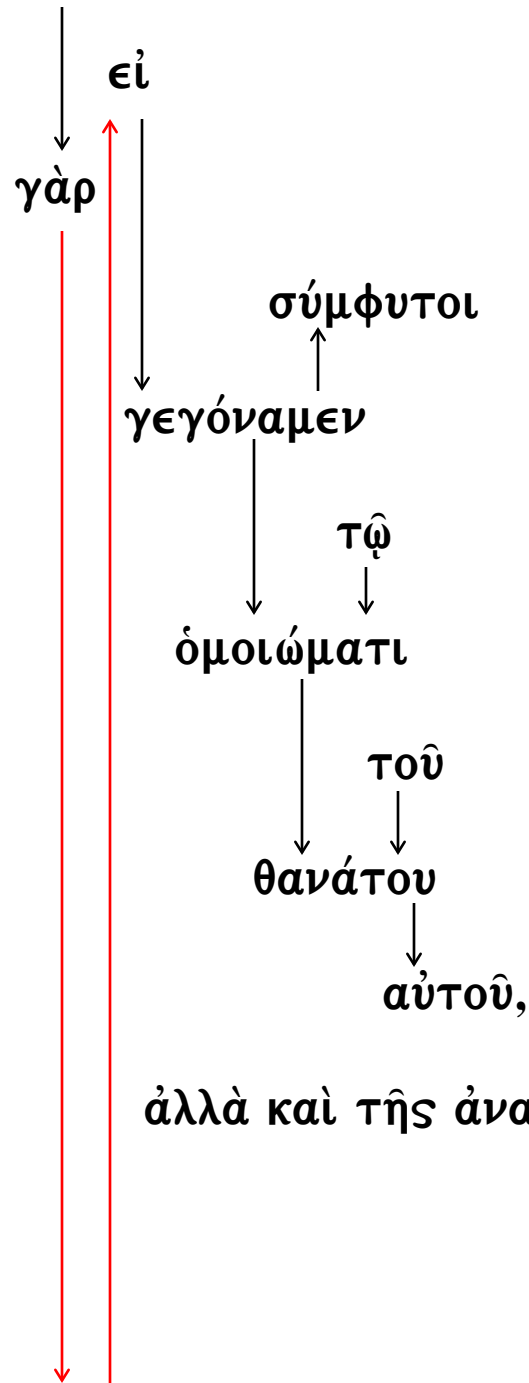 εἰ
γὰρ
σύμφυτοι
γεγόναμεν
τῷ
ὁμοιώματι
τοῦ
θανάτου
αὐτοῦ,
ἀλλὰ καὶ τῆς